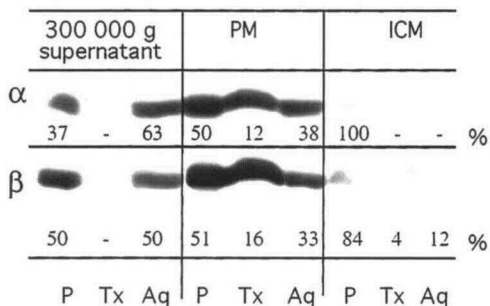 300 000 g supernatant PM ICM
α
37 - 63 50 12 38 100 - - %
β
50 - 50 51 16 33 84 4 12 %
P Tx Aq P Tx Aq P Tx Aq